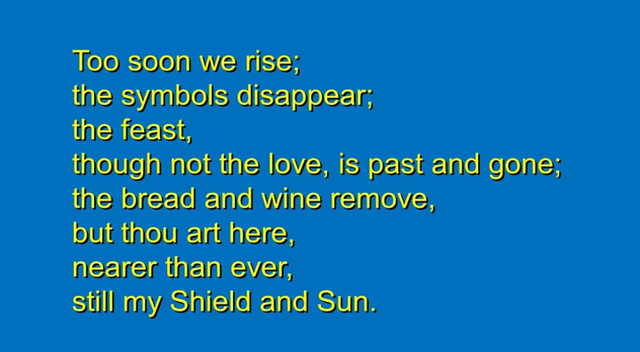 Too soon we rise;
the symbols disappear;
the feast,
though not the love, is past and gone;
the bread and wine remove,
but thou art here,
nearer than ever,
still my Shield and Sun.